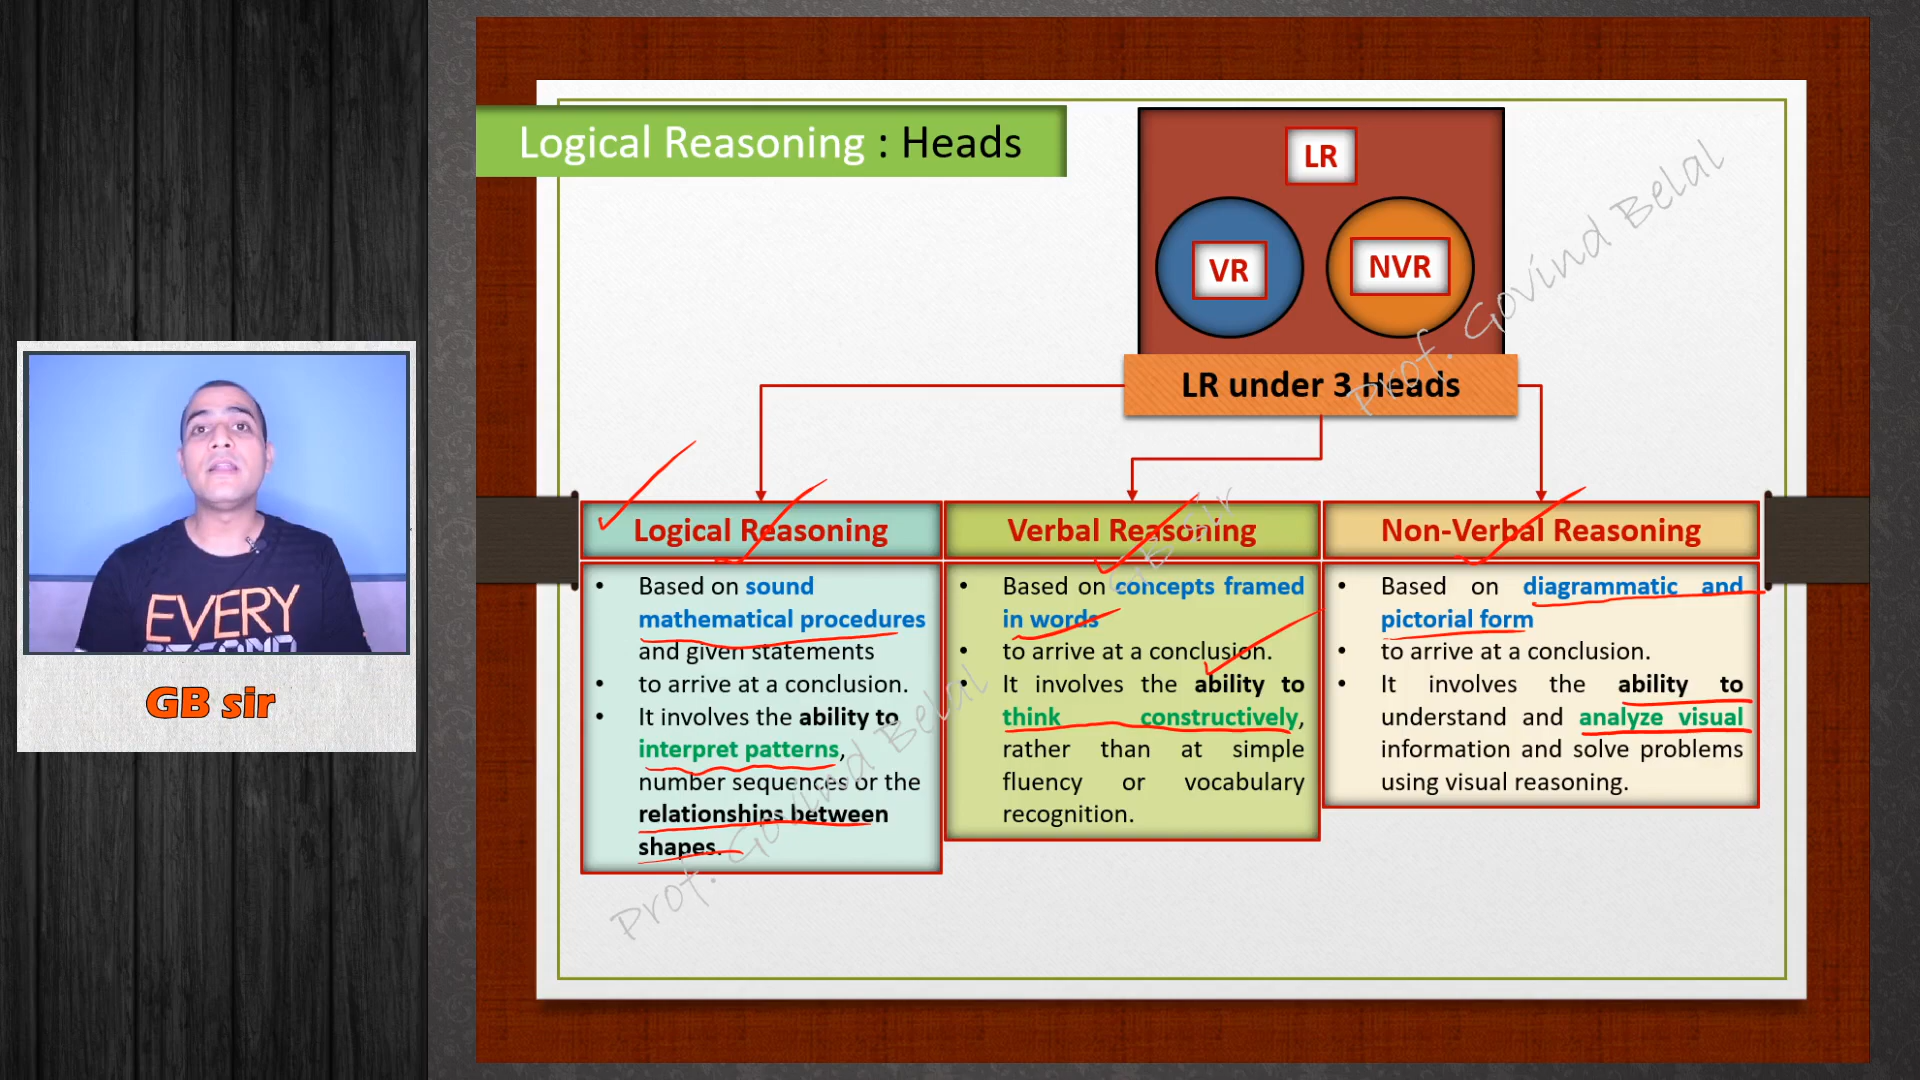 Logical Reasoning : Heads
LR
VR
NVR
LR under 3 Heads
Logical Reasoning
Based on sound
mathematical procedures
and given statements
to arrive at a conclusion.
It involves the ability to
interpret patterns,
number sequences or the
relationships between
shapes.
Verbal Reasoning
Based on concepts framed
in words
to arrive at a conclusion.
It involves the ability to
think constructively,
rather than at simple
fluency or vocabulary
recognition.
Non-Verbal Reasoning
Based on diagrammatic and
pictorial form
to arrive at a conclusion.
It involves the ability to
understand and analyze visual
information and solve problems
using visual reasoning.
Prof. Govind Belal
GB Sir
Prof. Govind Belal
EVERY
GB sir